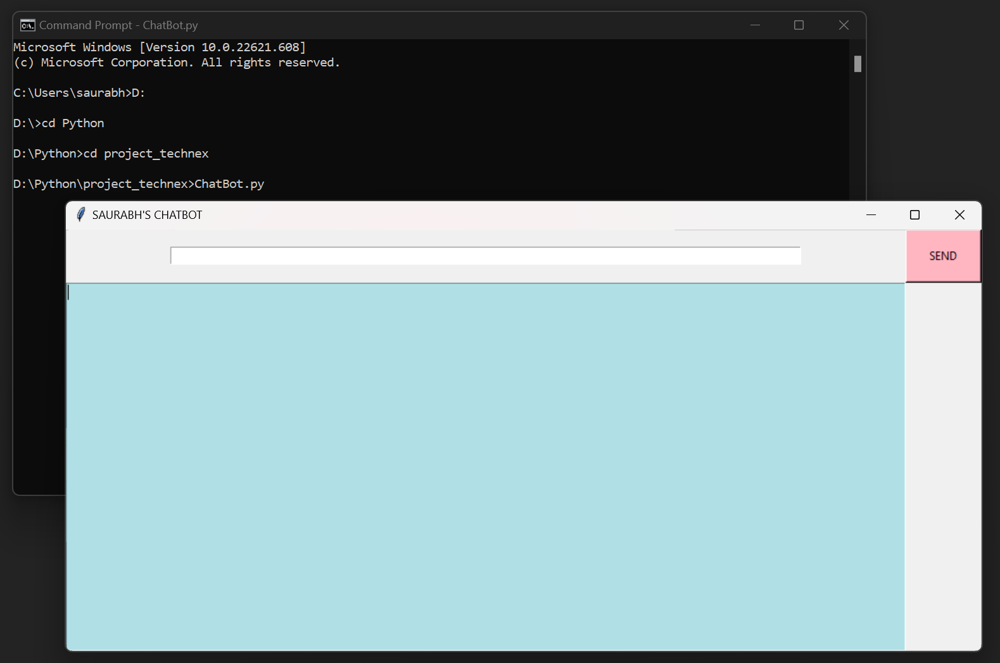 Command Prompt - ChatBot.py
Microsoft Windows [Version 10.0.22621.608]
(c) Microsoft Corporation. All rights reserved.
C:\Users\saurabh>D:
D:\>cd Python
D:\Python>cd project_technex
D:\Python\project_technex>ChatBot.py
SAURABH'S CHATBOT
SEND